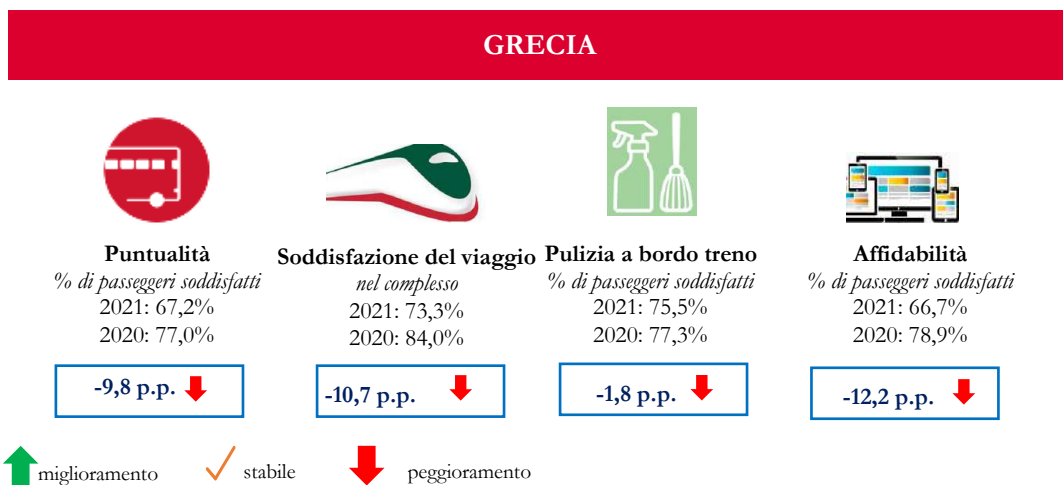 GRECIA
Puntualità
% di passeggeri soddisfatti
2021: 67,2%
2020: 77,0%
-9,8 p.p.
Soddisfazione del viaggio
nel complesso
2021: 73,3%
2020: 84,0%
-10,7 p.p.
Pulizia a bordo treno
% di passeggeri soddisfatti
2021: 75,5%
2020: 77,3%
-1,8 p.p.
Affidabilità
% di passeggeri soddisfatti
2021: 66,7%
2020: 78,9%
-12,2 p.p.
miglioramento
stabile
peggioramento